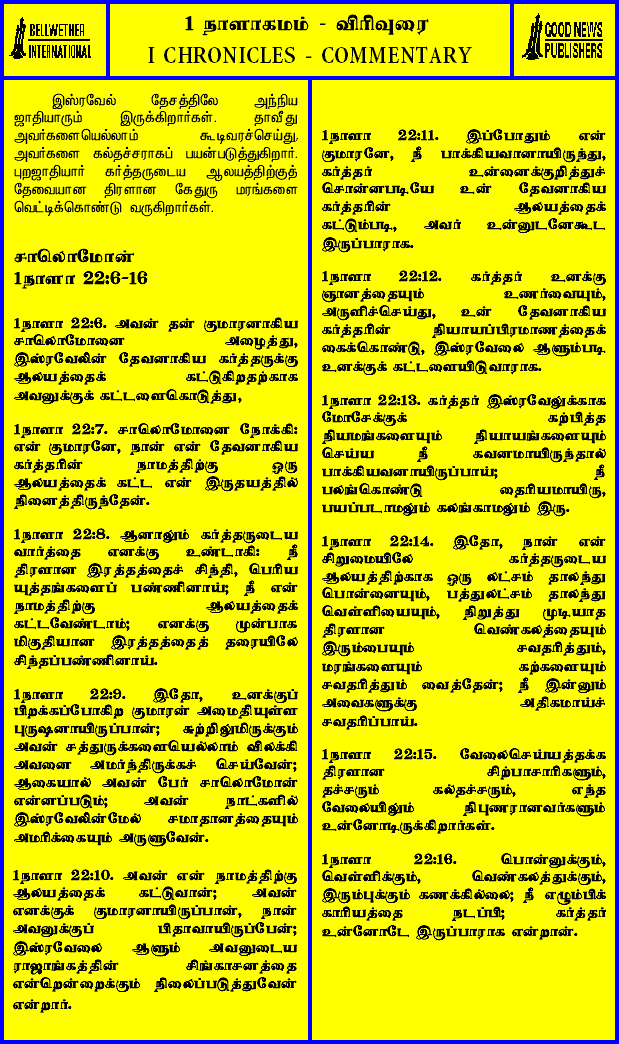 BELLWETHER
INTERNATIONAL
1 நாளாகமம் - விரிவுரை
I CHRONICLES - COMMENTARY
GOOD NEWS
PUBLISHERS
இஸ்ரவேல் தேசத்திலே அந்நிய
ஜாதியாரும் இருக்கிறார்கள். தாவீது
அவர்களையெல்லாம் கூடிவரச்செய்து,
அவர்களை கல்தச்சராகப் பயன்படுத்துகிறார்.
புறஜாதியார் கர்த்தருடைய ஆலயத்திற்குத்
தேவையான திரளான கேதுரு மரங்களை
வெட்டிக்கொண்டு வருகிறார்கள்.
சாலொமோன்
1நாளா 22:6-16
1நாளா 22:6. அவன் தன் குமாரனாகிய
சாலொமோனை அழைத்து,
இஸ்ரவேலின் தேவனாகிய கர்த்தருக்கு
ஆலயத்தைக் கட்டுகிறதற்காக
அவனுக்குக் கட்டளைகொடுத்து,
1நாளா 22:7. சாலொமோனை நோக்கி:
என் குமாரனே, நான் என் தேவனாகிய
கர்த்தரின் நாமத்திற்கு ஒரு
ஆலயத்தைக் கட்ட என் இருதயத்தில்
நினைத்திருந்தேன்.
1நாளா 22:8. ஆனாலும் கர்த்தருடைய
வார்த்தை எனக்கு உண்டாகி: நீ
திரளான இரத்தத்தைச் சிந்தி, பெரிய
யுத்தங்களைப் பண்ணினாய்; நீ என்
நாமத்திற்கு ஆலயத்தைக்
கட்டவேண்டாம்; எனக்கு முன்பாக
மிகுதியான இரத்தத்தைத் தரையிலே
சிந்தப்பண்ணினாய்.
1நாளா 22:9. இதோ, உனக்குப்
பிறக்கப்போகிற குமாரன் அமைதியுள்ள
புருஷனாயிருப்பான்; சுற்றிலுமிருக்கும்
அவன் சத்துருக்களையெல்லாம் விலக்கி
அவனை அமர்ந்திருக்கச் செய்வேன்;
ஆகையால் அவன் பேர் சாலொமோன்
என்னப்படும்; அவன் நாட்களில்
இஸ்ரவேலின்மேல் சமாதானத்தையும்
அமரிக்கையும் அருளுவேன்.
1நாளா 22:10. அவன் என் நாமத்திற்கு
ஆலயத்தைக் கட்டுவான்; அவன்
எனக்குக் குமாரனாயிருப்பான், நான்
அவனுக்குப் பிதாவாயிருப்பேன்;
இஸ்ரவேலை ஆளும் அவனுடைய
ராஜாங்கத்தின் சிங்காசனத்தை
என்றென்றைக்கும் நிலைப்படுத்துவேன்
என்றார்.
1நாளா 22:11. இப்போதும் என்
குமாரனே, நீ பாக்கியவானாயிருந்து,
கர்த்தர் உன்னைக்குறித்துச்
சொன்னபடியே உன் தேவனாகிய
கர்த்தரின் ஆலயத்தைக்
கட்டும்படி, அவர் உன்னுடனேகூட
இருப்பாராக.
1நாளா 22:12. கர்த்தர் உனக்கு
ஞானத்தையும் உணர்வையும்,
அருளிச்செய்து, உன் தேவனாகிய
கர்த்தரின் நியாயப்பிரமாணத்தைக்
கைக்கொண்டு, இஸ்ரவேலை ஆளும்படி
உனக்குக் கட்டளையிடுவாராக.
1நாளா 22:13. கர்த்தர் இஸ்ரவேலுக்காக
மோசேக்குக் கற்பித்த
நியமங்களையும் நியாயங்களையும்
செய்ய நீ கவனமாயிருந்தால்
பாக்கியவானாயிருப்பாய்; நீ
பலங்கொண்டு தைரியமாயிரு,
பயப்படாமலும் கலங்காமலும் இரு.
1நாளா 22:14. இதோ, நான் என்
சிறுமையிலே கர்த்தருடைய
ஆலயத்திற்காக ஒரு லட்சம் தாலந்து
பொன்னையும், பத்துலட்சம் தாலந்து
வெள்ளியையும், நிறுத்து முடியாத
திரளான வெண்கலத்தையும்
இரும்பையும் சவதரித்தும்,
மரங்களையும் கற்களையும்
சவதரித்தும் வைத்தேன்; நீ இன்னும்
அவைகளுக்கு அதிகமாய்ச்
சவதரிப்பாய்.
1நாளா 22:15. வேலைசெய்யத்தக்க
திரளான சிற்பாசாரிகளும்,
தச்சரும் கல்தச்சரும், எந்த
வேலையிலும் நிபுணரானவர்களும்
உன்னோடிருக்கிறார்கள்.
1நாளா 22:16. பொன்னுக்கும்,
வெள்ளிக்கும், வெண்கலத்துக்கும்,
இரும்புக்கும் கணக்கில்லை; நீ எழும்பிக்
காரியத்தை நடப்பி; கர்த்தர்
உன்னோடே இருப்பாராக என்றான்.